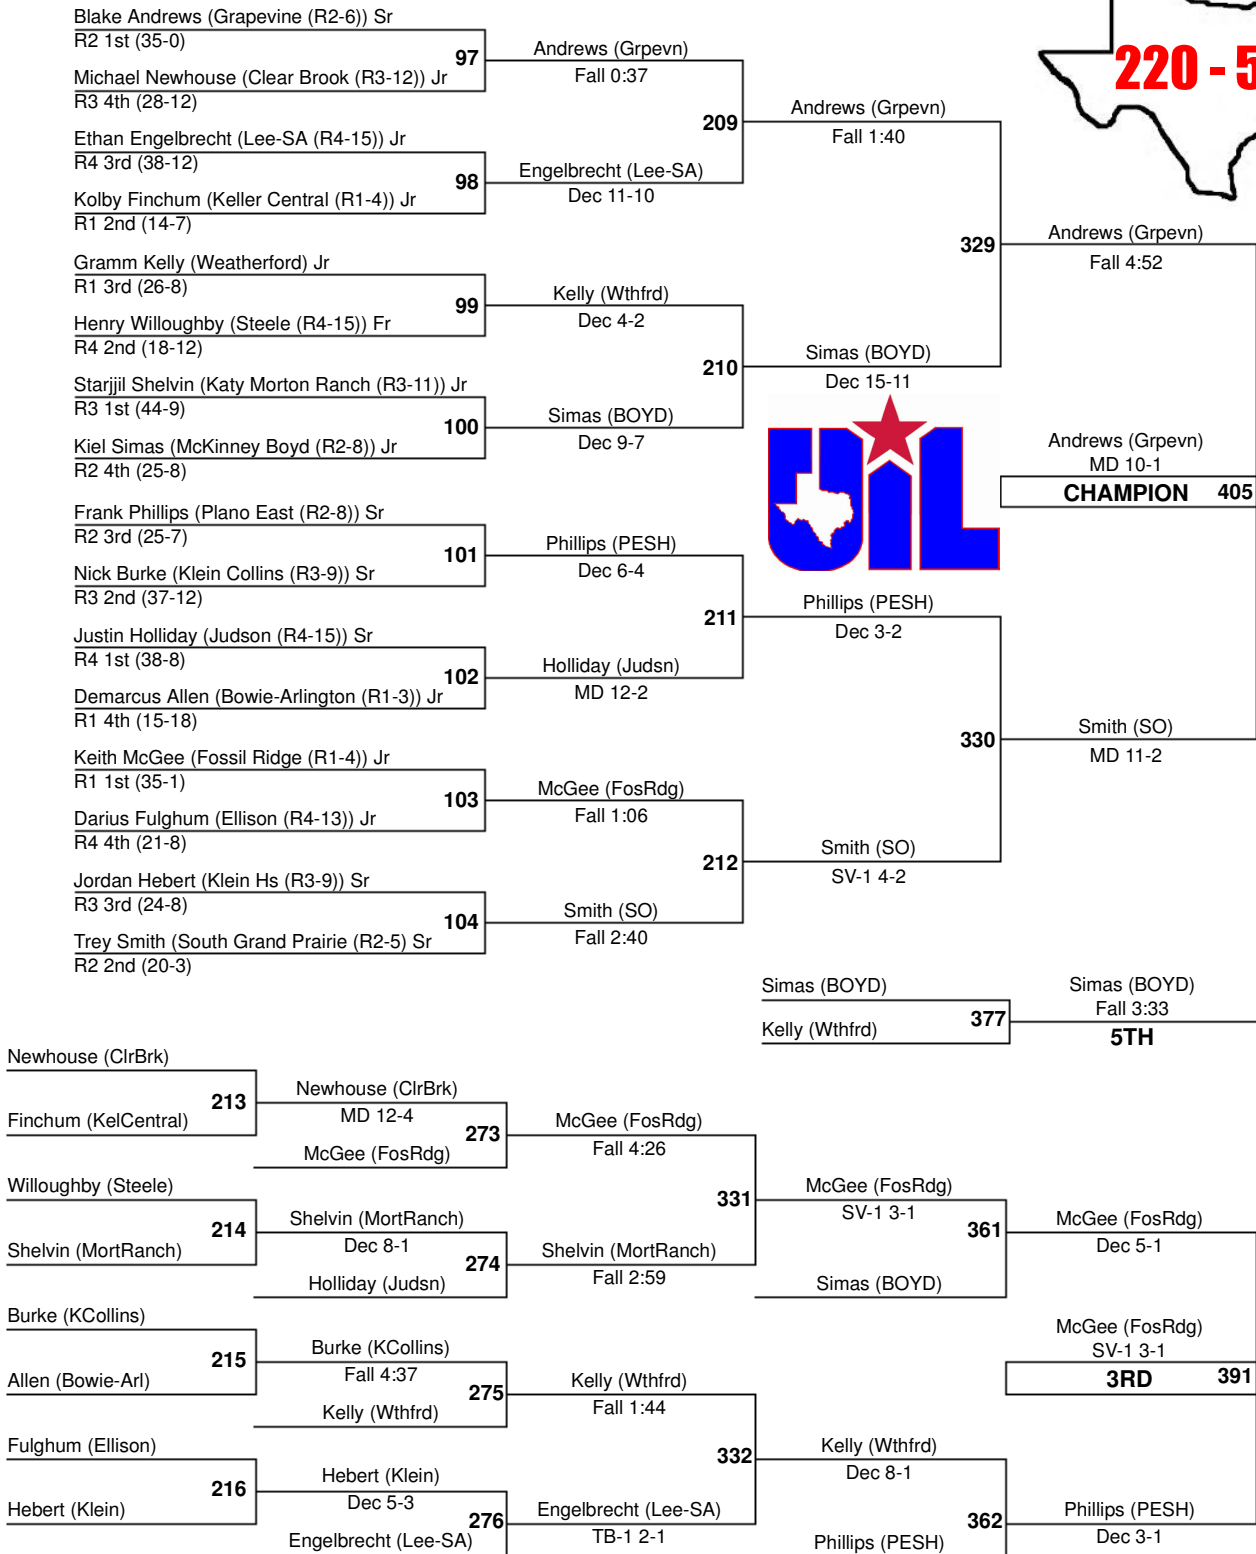 220 - 5
Blake Andrews (Grapevine (R2-6)) Sr
R2 1st (35-0)
97
Michael Newhouse (Clear Brook (R3-12)) Jr
R3 4th (28-12)
Ethan Engelbrecht (Lee-SA (R4-15)) Jr
R4 3rd (38-12)
98
Kolby Finchum (Keller Central (R1-4)) Jr
R1 2nd (14-7)
Gramm Kelly (Weatherford) Jr
R1 3rd (26-8)
99
Henry Willoughby (Steele (R4-15)) Fr
R4 2nd (18-12)
Starjjil Shelvin (Katy Morton Ranch (R3-11)) Jr
R3 1st (44-9)
100
Kiel Simas (McKinney Boyd (R2-8)) Jr
R2 4th (25-8)
Frank Phillips (Plano East (R2-8)) Sr
R2 3rd (25-7)
101
Nick Burke (Klein Collins (R3-9)) Sr
R3 2nd (37-12)
Justin Holliday (Judson (R4-15)) Sr
R4 1st (38-8)
102
Demarcus Allen (Bowie-Arlington (R1-3)) Jr
R1 4th (15-18)
Keith McGee (Fossil Ridge (R1-4)) Jr
R1 1st (35-1)
103
Darius Fulghum (Ellison (R4-13)) Jr
R4 4th (21-8)
Jordan Hebert (Klein Hs (R3-9)) Sr
R3 3rd (24-8)
104
Trey Smith (South Grand Prairie (R2-5) Sr
R2 2nd (20-3)
Andrews (Grpevn)
Fall 0:37
209
Engelbrecht (Lee-SA)
Dec 11-10
Kelly (Wthfrd)
Dec 4-2
210
Simas (BOYD)
Dec 9-7
Phillips (PESH)
Dec 6-4
211
Holliday (Judsn)
MD 12-2
McGee (FosRdg)
Fall 1:06
212
Smith (SO)
Fall 2:40
Andrews (Grpevn)
Fall 1:40
329
Simas (BOYD)
Dec 15-11
UIL
Phillips (PESH)
Dec 3-2
330
Smith (SO)
SV-1 4-2
Andrews (Grpevn)
Fall 4:52
Andrews (Grpevn)
MD 10-1
CHAMPION 405
Smith (SO)
MD 11-2
Simas (BOYD)
377
Kelly (Wthfrd)
Simas (BOYD)
Fall 3:33
5TH
Newhouse (ClrBrk)
213
Finchum (KelCentral)
Willoughby (Steele)
214
Shelvin (MortRanch)
Burke (KCollins)
215
Allen (Bowie-Arl)
Fulghum (Ellison)
216
Hebert (Klein)
Newhouse (ClrBrk)
MD 12-4
273
McGee (FosRdg)
Shelvin (MortRanch)
Dec 8-1
274
Holliday (Judsn)
Burke (KCollins)
Fall 4:37
275
Kelly (Wthfrd)
Hebert (Klein)
Dec 5-3
276
Engelbrecht (Lee-SA)
McGee (FosRdg)
Fall 4:26
331
Shelvin (MortRanch)
Fall 2:59
Kelly (Wthfrd)
Fall 1:44
332
Engelbrecht (Lee-SA)
TB-1 2-1
McGee (FosRdg)
SV-1 3-1
361
Simas (BOYD)
Kelly (Wthfrd)
Dec 8-1
362
Phillips (PESH)
McGee (FosRdg)
Dec 5-1
McGee (FosRdg)
SV-1 3-1
3RD 391
Phillips (PESH)
Dec 3-1